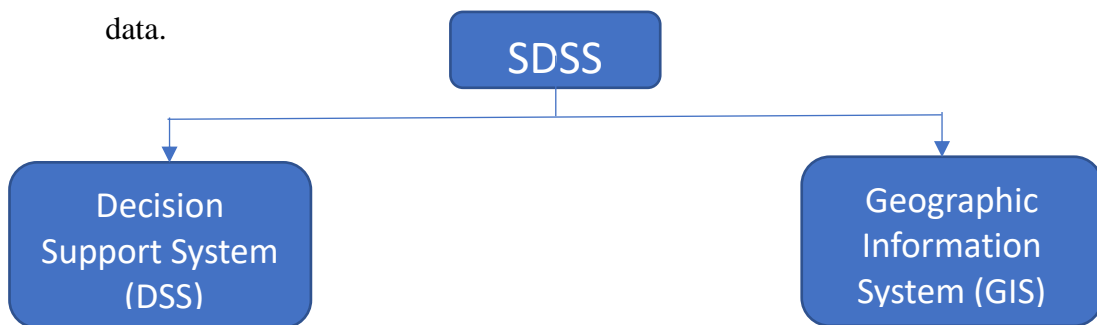 data.
SDSS
Decision
Support System
(DSS)
Geographic
Information
System (GIS)